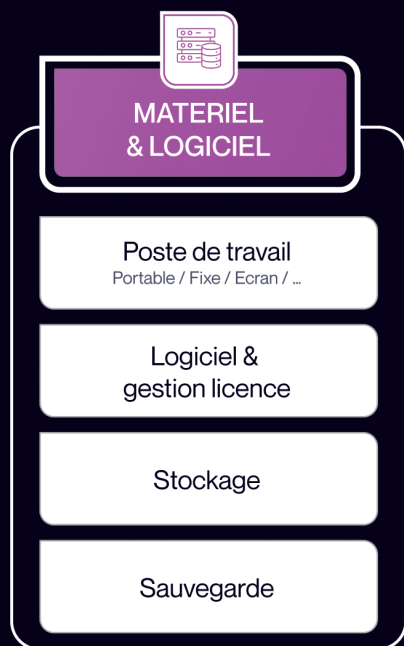 MATERIEL
& LOGICIEL
Poste de travail
Portable / Fixe / Ecran / ...
Logiciel &
gestion licence
Stockage
Sauvegarde